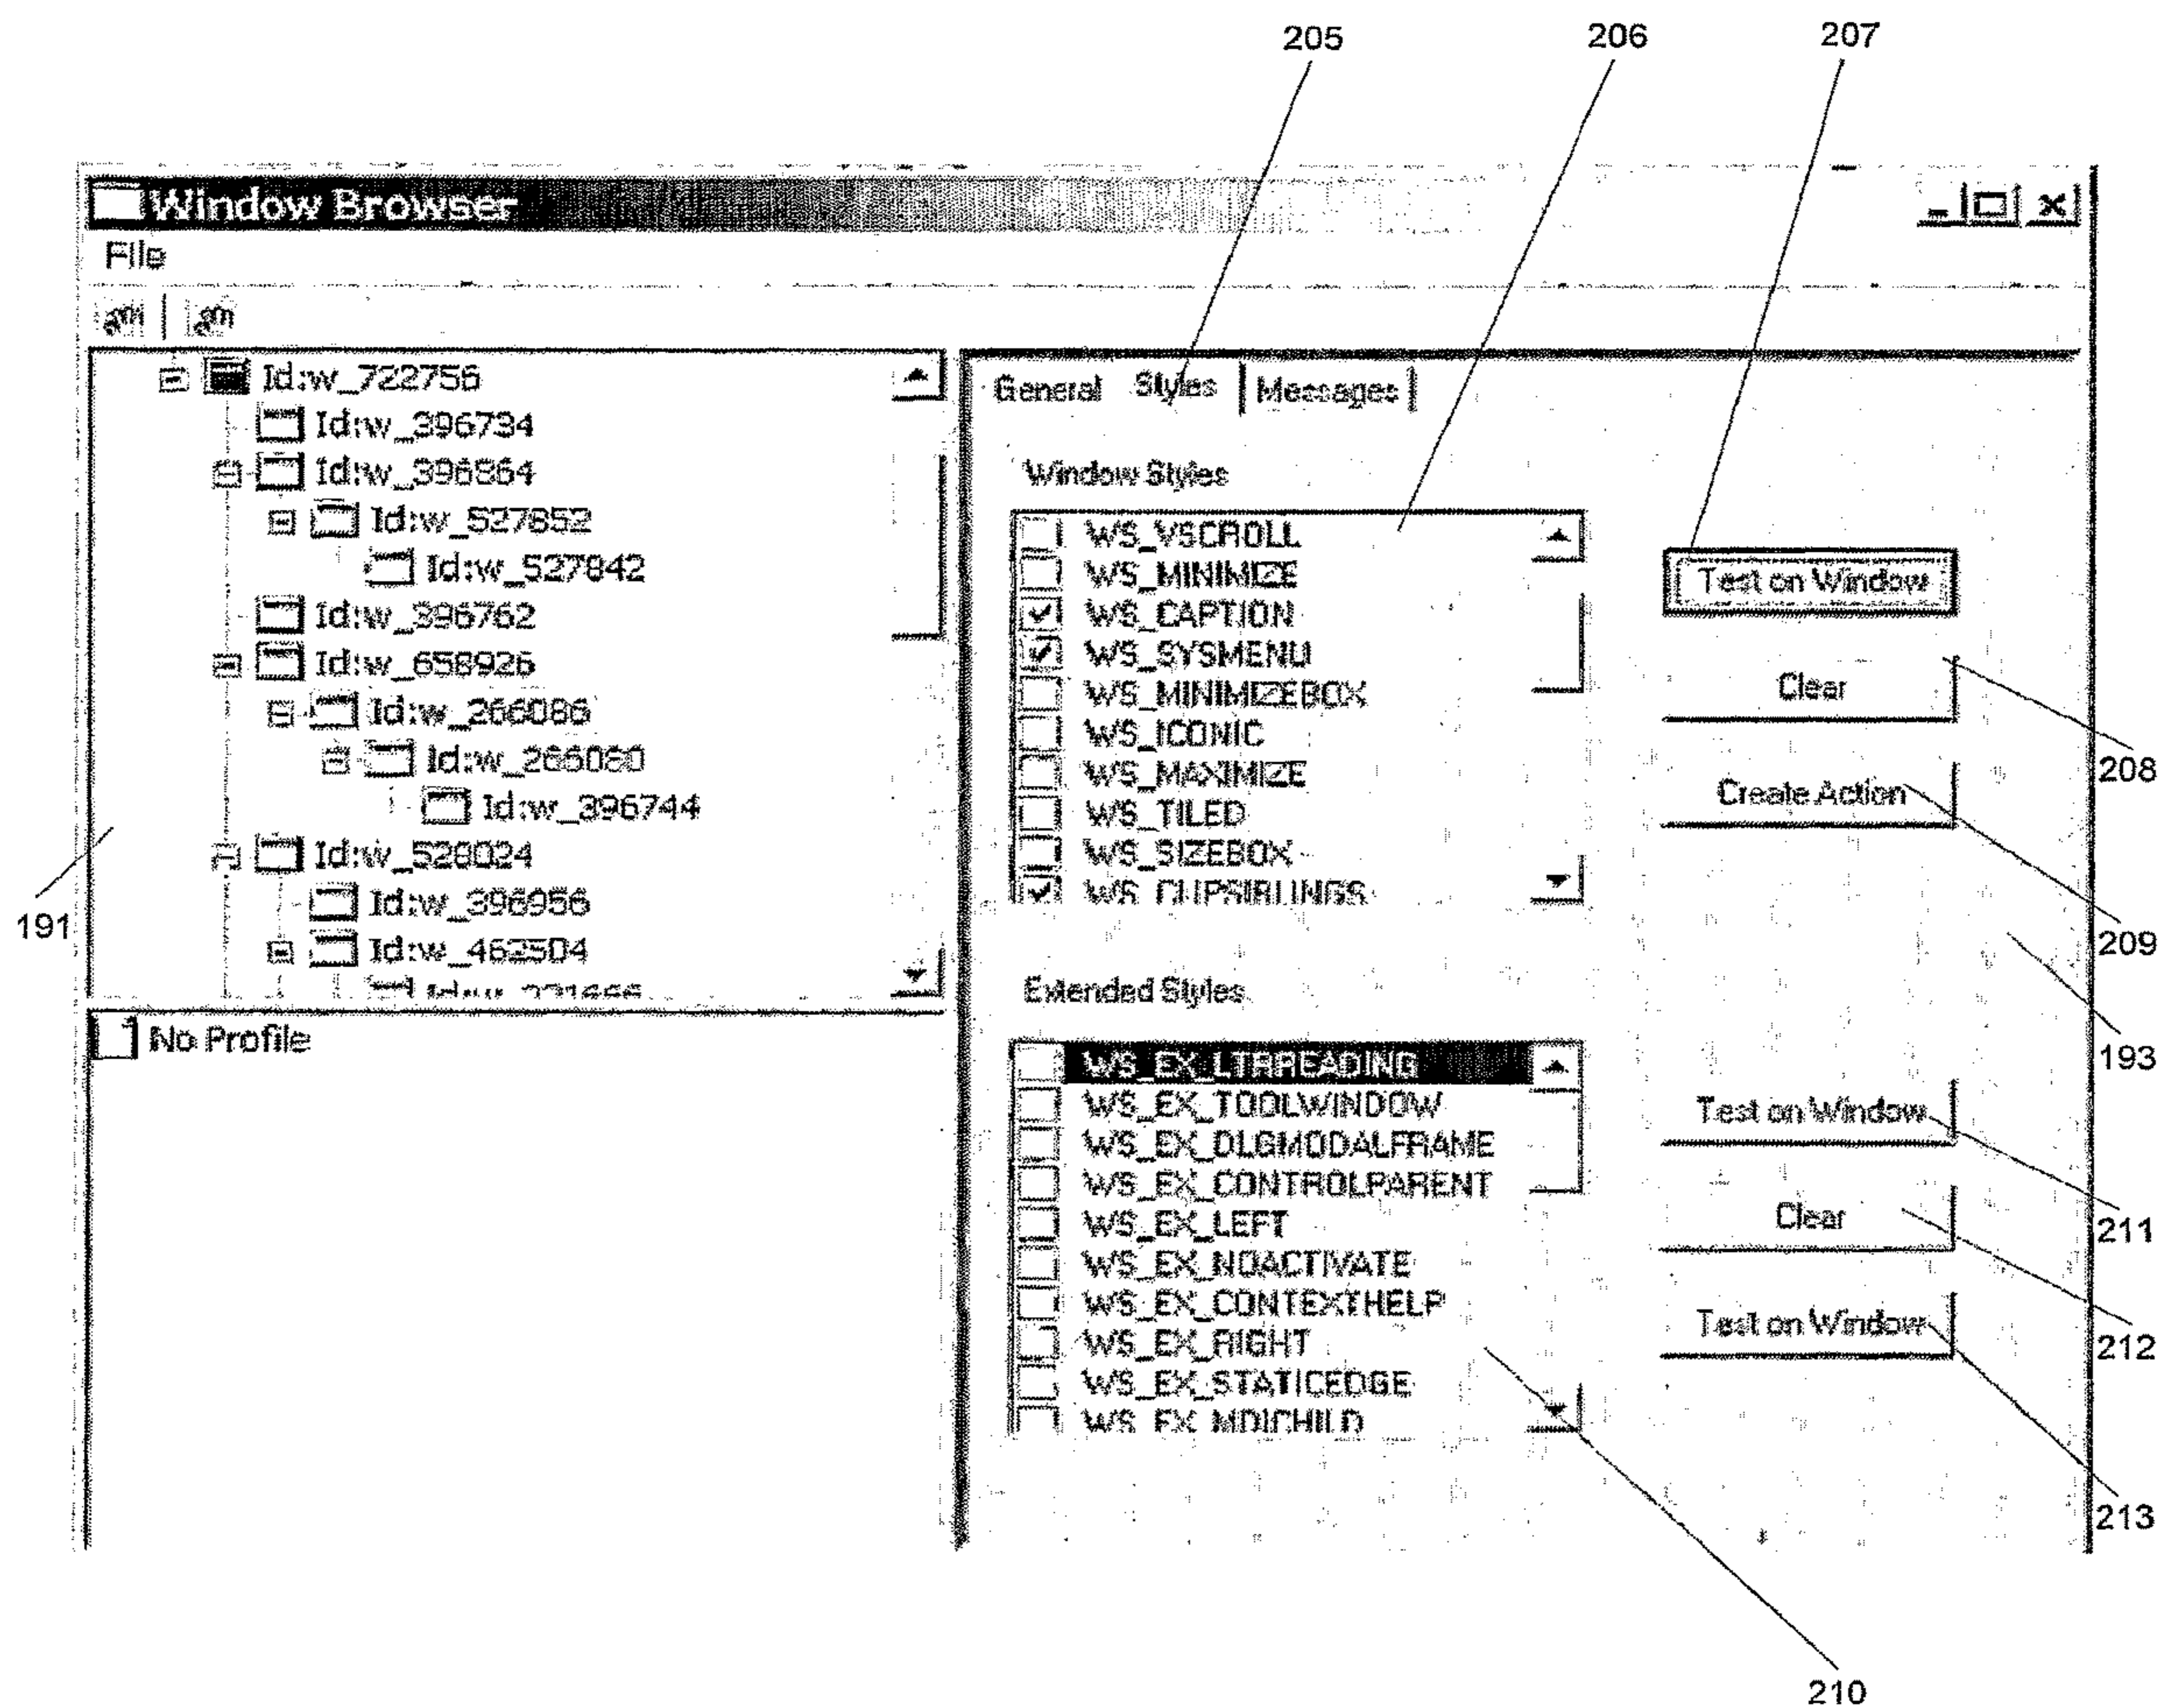 205 206 207
Window Browser
File
Id:w_722756
Id:w_396734
Id:w_396864
Id:w_527852
Id:w_527842
Id:w_396762
Id:w_658926
Id:w_266086
Id:w_266080
Id:w_396744
Id:w_528024
Id:w_396956
Id:w_462504
191
No Profile
General Styles Messages
Window Styles
WS_VSCROLL
WS_MINIMIZE
WS_CAPTION
WS_SYSMENU
WS_MINIMIZEBOX
WS_ICONIC
WS_MAXIMIZE
WS_TILED
WS_SIZEBOX
WS_CLIPSIBLINGS
Test on Window
Clear
Create Action
208
209
193
Extended Styles
WS_EX_LTRREADING
WS_EX_TOOLWINDOW
WS_EX_DLGMODALFRAME
WS_EX_CONTROLPARENT
WS_EX_LEFT
WS_EX_NOACTIVATE
WS_EX_CONTEXTHELP
WS_EX_RIGHT
WS_EX_STATICEDGE
WS_EX_MDICHILD
Test on Window
Clear
Test on Window
211
212
213
210